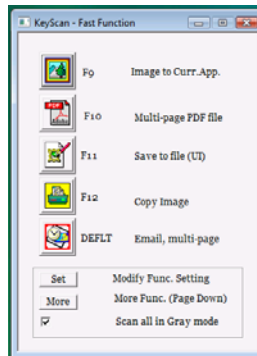 KeyScan - Fast Function
F9 Image to Curr.App.
PDF
F10 Multi-page PDF file
F11 Save to file (UI)
F12 Copy Image
DEFLT Email, multi-page
Set Modify Func. Setting
More More Func. (Page Down)
Scan all in Gray mode